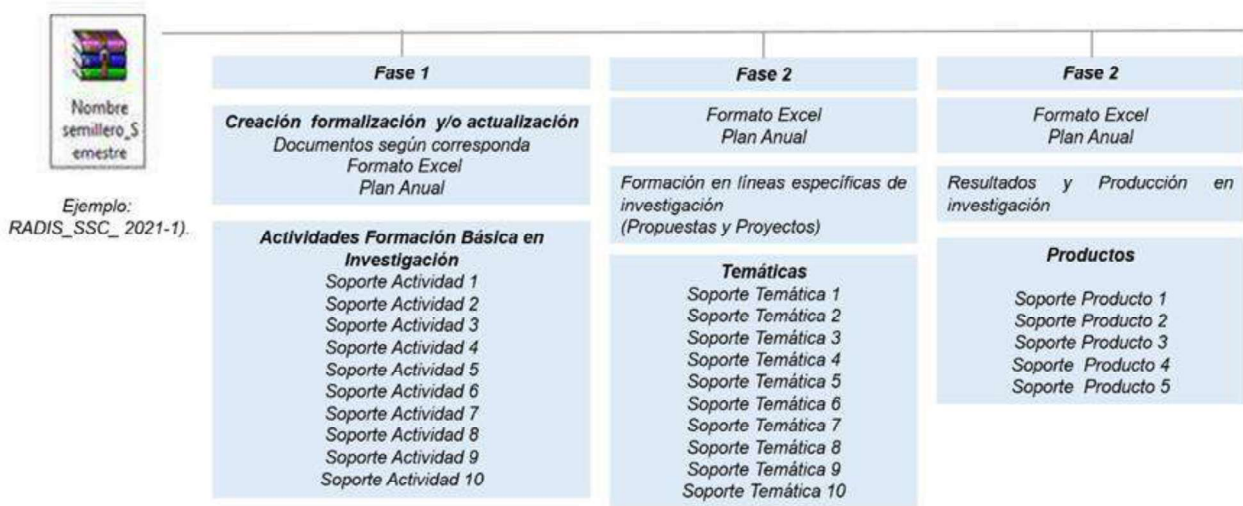 Nombre
semillero_S
emestre
Ejemplo:
RADIS_SSC_ 2021-1).
Fase 1
Creación formalización y/o actualización
Documentos según corresponda
Formato Excel
Plan Anual
Actividades Formación Básica en
Investigación
Soporte Actividad 1
Soporte Actividad 2
Soporte Actividad 3
Soporte Actividad 4
Soporte Actividad 5
Soporte Actividad 6
Soporte Actividad 7
Soporte Actividad 8
Soporte Actividad 9
Soporte Actividad 10
Fase 2
Formato Excel
Plan Anual
Formación en líneas específicas de
investigación
(Propuestas y Proyectos)
Temáticas
Soporte Temática 1
Soporte Temática 2
Soporte Temática 3
Soporte Temática 4
Soporte Temática 5
Soporte Temática 6
Soporte Temática 7
Soporte Temática 8
Soporte Temática 9
Soporte Temática 10
Fase 2
Formato Excel
Plan Anual
Resultados y Producción en
investigación
Productos
Soporte Producto 1
Soporte Producto 2
Soporte Producto 3
Soporte Producto 4
Soporte Producto 5